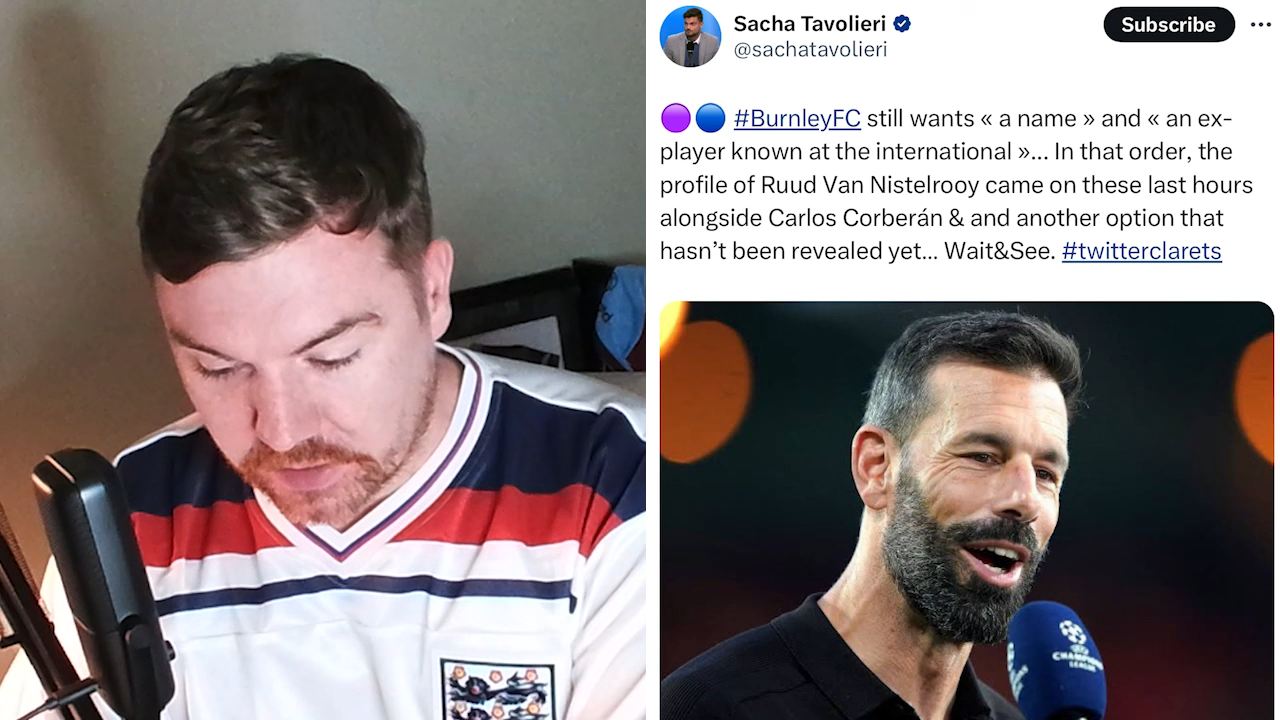 Sacha Tavolieri
@sachatavolieri
Subscribe
#BurnleyFC still wants « a name » and « an ex-
player known at the international »... In that order, the
profile of Ruud Van Nistelrooy came on these last hours
alongside Carlos Corberán & and another option that
hasn’t been revealed yet... Wait&See. #twitterclarets
CHAMPIONS
LEAGUE